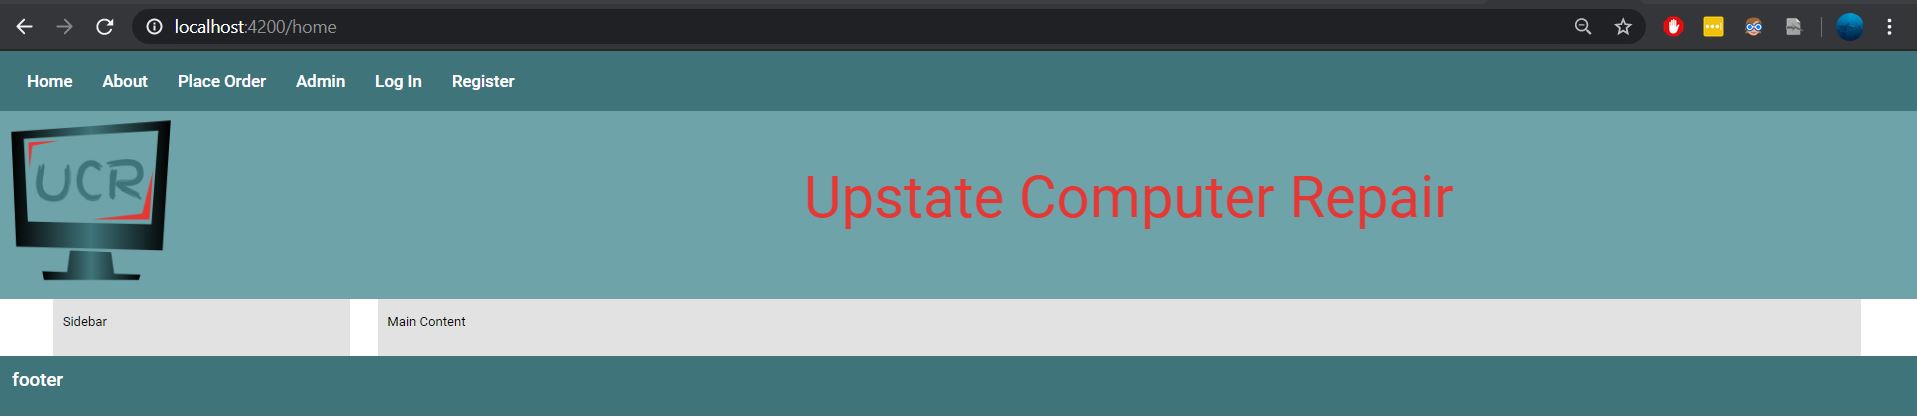 localhost:4200/home
Home About Place Order Admin Log In Register
UCR
Upstate Computer Repair
Sidebar
Main Content
footer